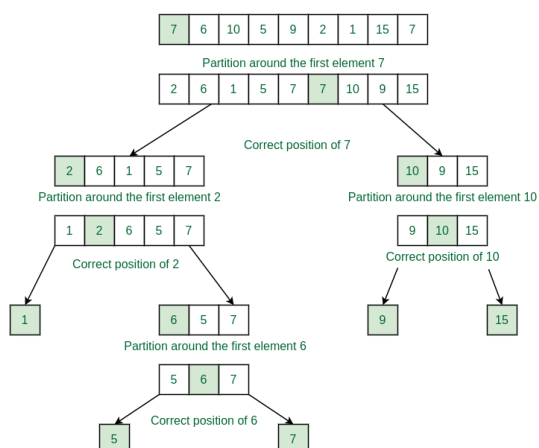 7 6 10 5 9 2 1 15 7
Partition around the first element 7
2 6 1 5 7 7 10 9 15
Correct position of 7
2 6 1 5 7
10 9 15
Partition around the first element 2
Partition around the first element 10
1 2 6 5 7
9 10 15
Correct position of 2
Correct position of 10
1
6 5 7
9
15
Partition around the first element 6
5 6 7
Correct position of 6
5
7